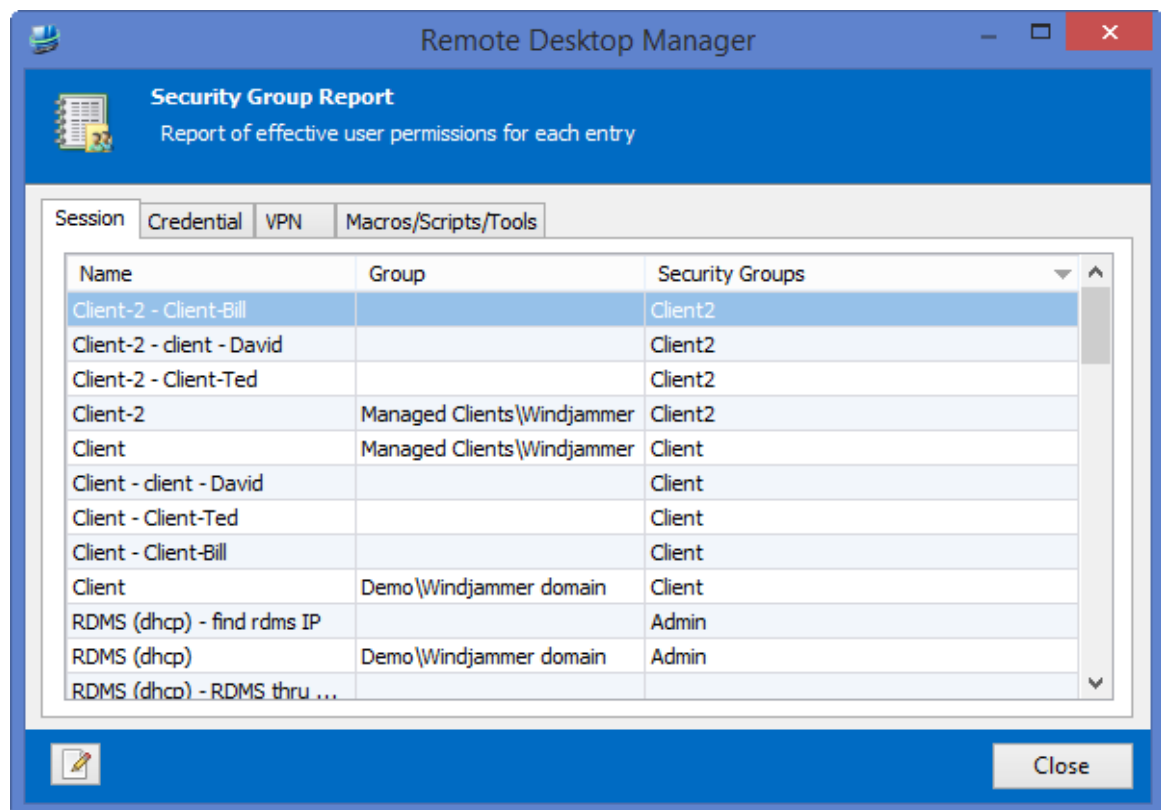 Remote Desktop Manager
Security Group Report
Report of effective user permissions for each entry
Session Credential VPN Macros/Scripts/Tools
Name Group Security Groups
Client-2 - Client-Bill Client2
Client-2 - client - David Client2
Client-2 - Client-Ted Client2
Client-2 Managed Clients\Windjammer Client2
Client Managed Clients\Windjammer Client
Client - client - David Client
Client - Client-Ted Client
Client - Client-Bill Client
Client Demo\Windjammer domain Client
RDMS (dhcp) - find rdms IP Admin
RDMS (dhcp) Demo\Windjammer domain Admin
RDMS (dhcp) - RDMS thru ...
Close